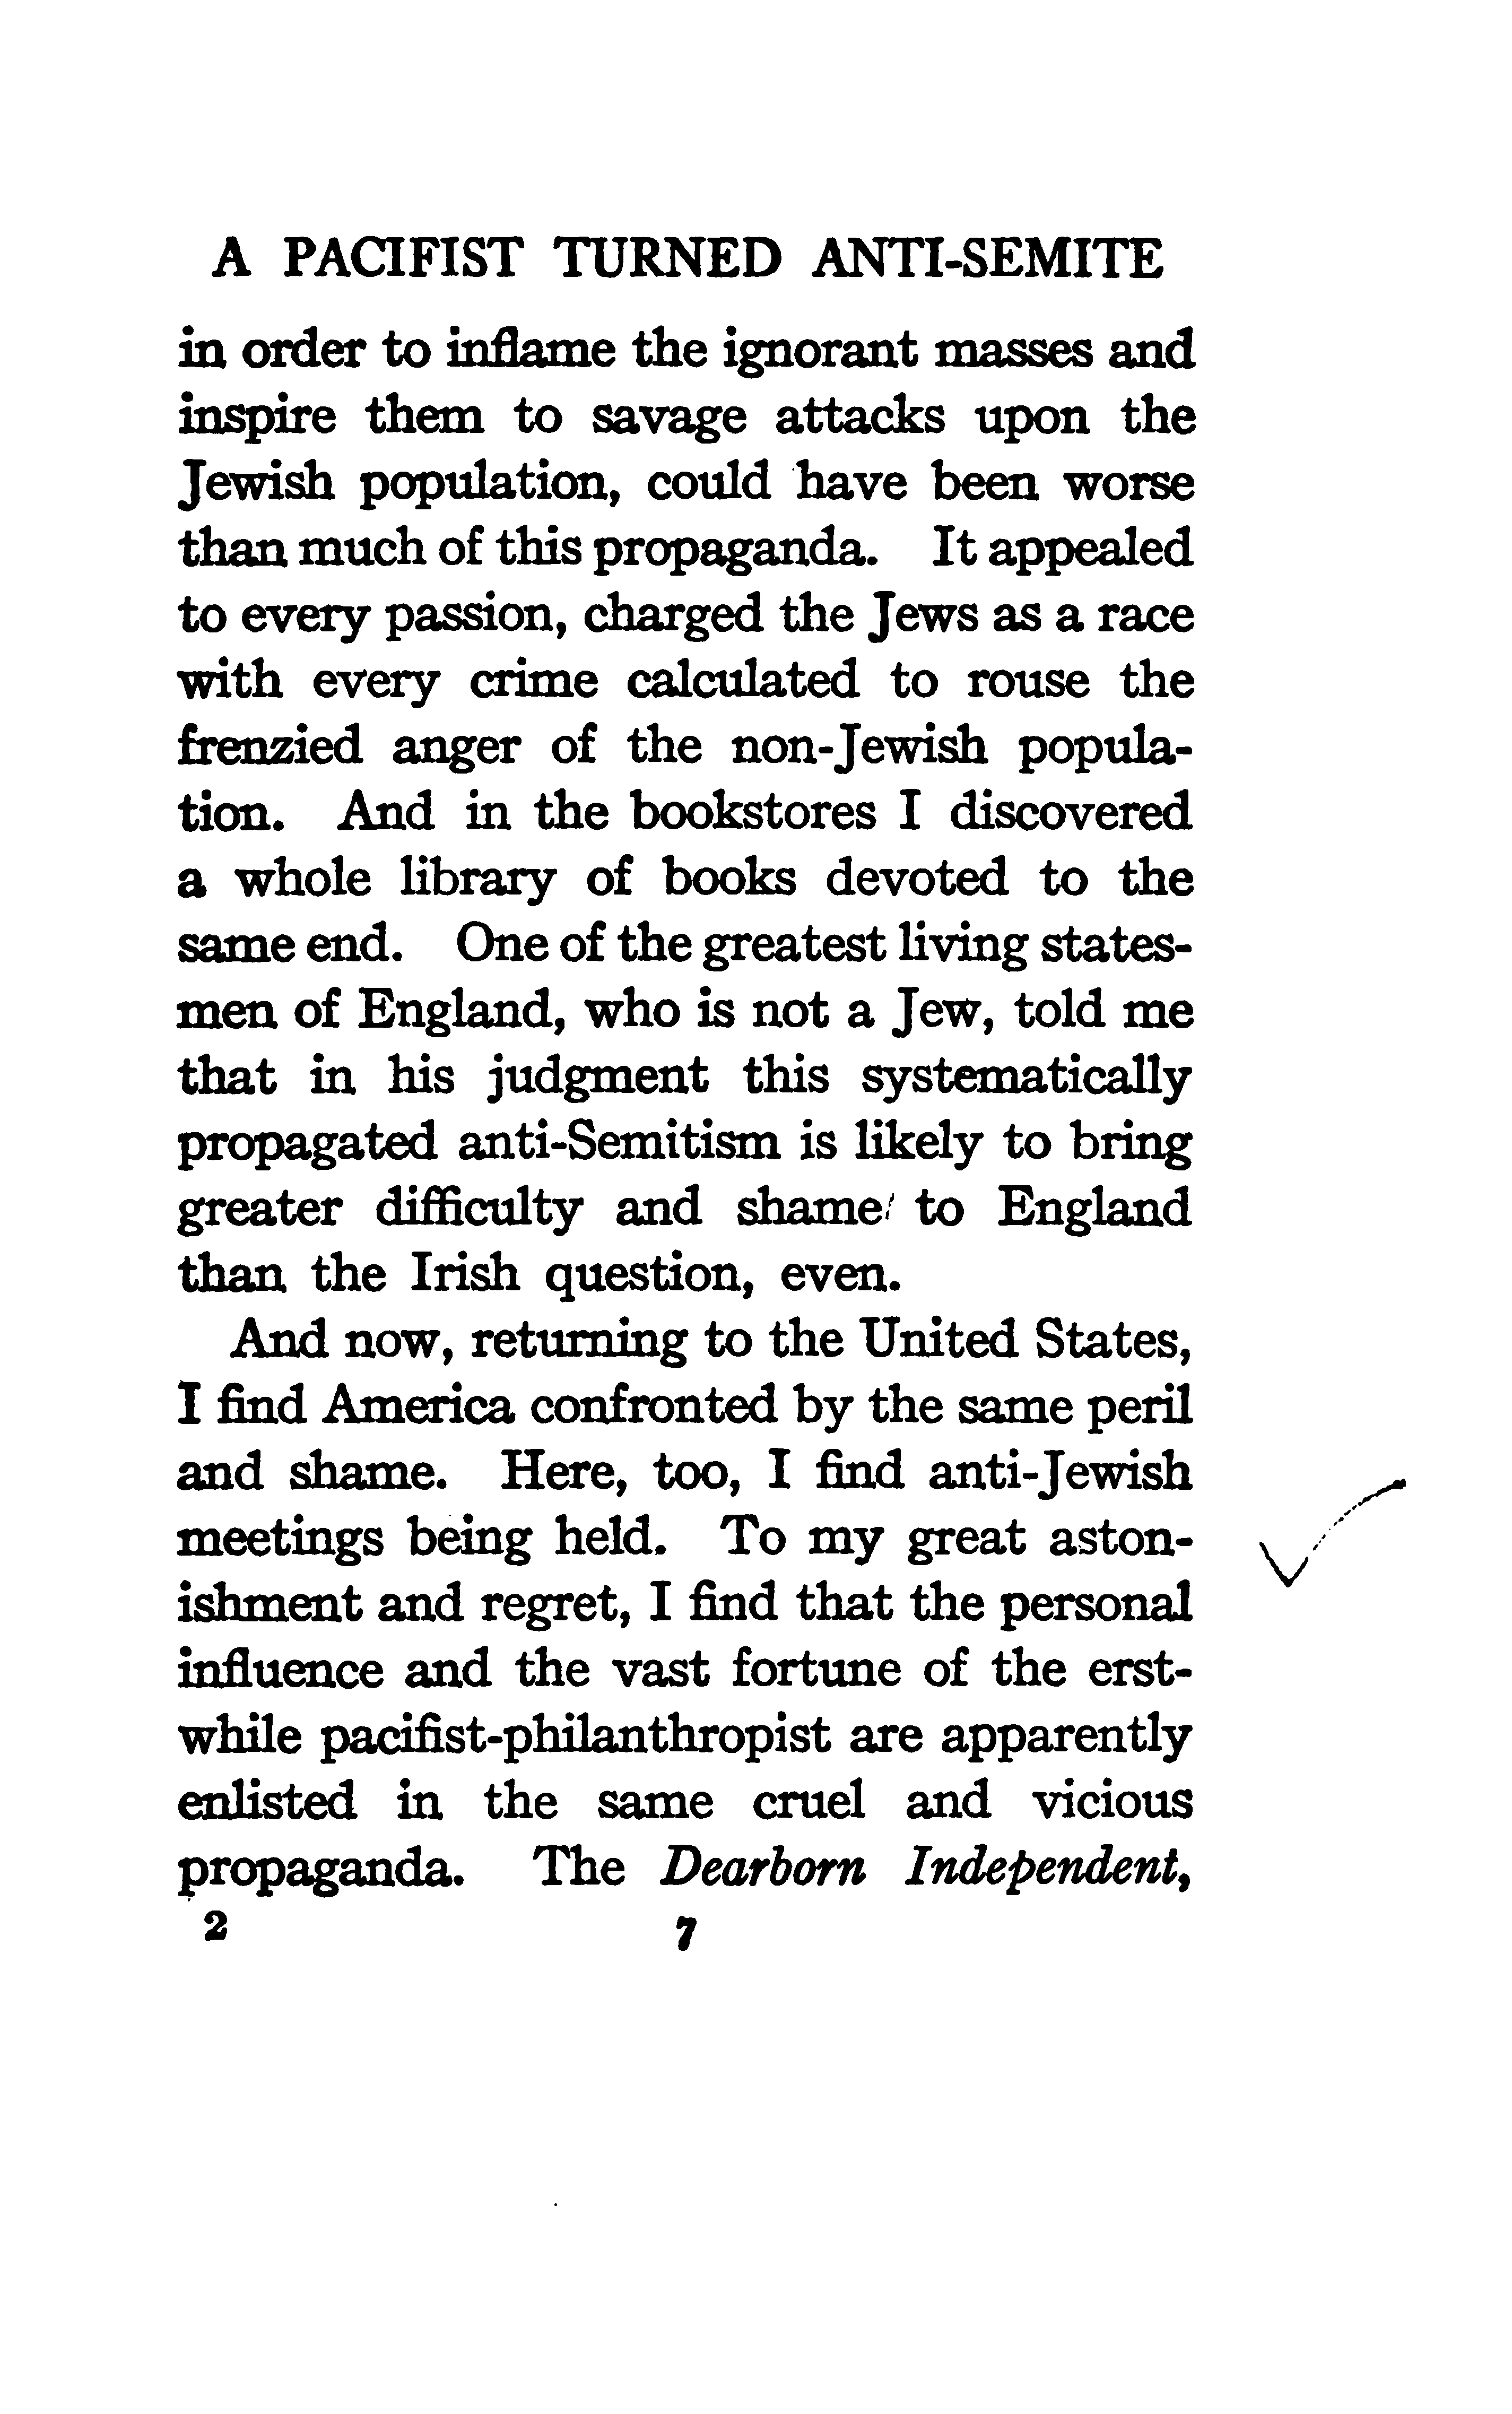 A PACIFIST TURNED ANTI-SEMITE
in order to inflame the ignorant masses and
inspire them to savage attacks upon the
Jewish population, could have been worse
than much of this propaganda. It appealed
to every passion, charged the Jews as a race
with every crime calculated to rouse the
frenzied anger of the non-Jewish popula-
tion. And in the bookstores I discovered
a whole library of books devoted to the
same end. One of the greatest living states-
men of England, who is not a Jew, told me
that in his judgment this systematically
propagated anti-Semitism is likely to bring
greater difficulty and shame to England
than the Irish question, even.
And now, returning to the United States,
I find America confronted by the same peril
and shame. Here, too, I find anti-Jewish
meetings being held. To my great aston-
ishment and regret, I find that the personal
influence and the vast fortune of the erst-
while pacifist-philanthropist are apparently
enlisted in the same cruel and vicious
propaganda. The Dearborn Independent,
2 7